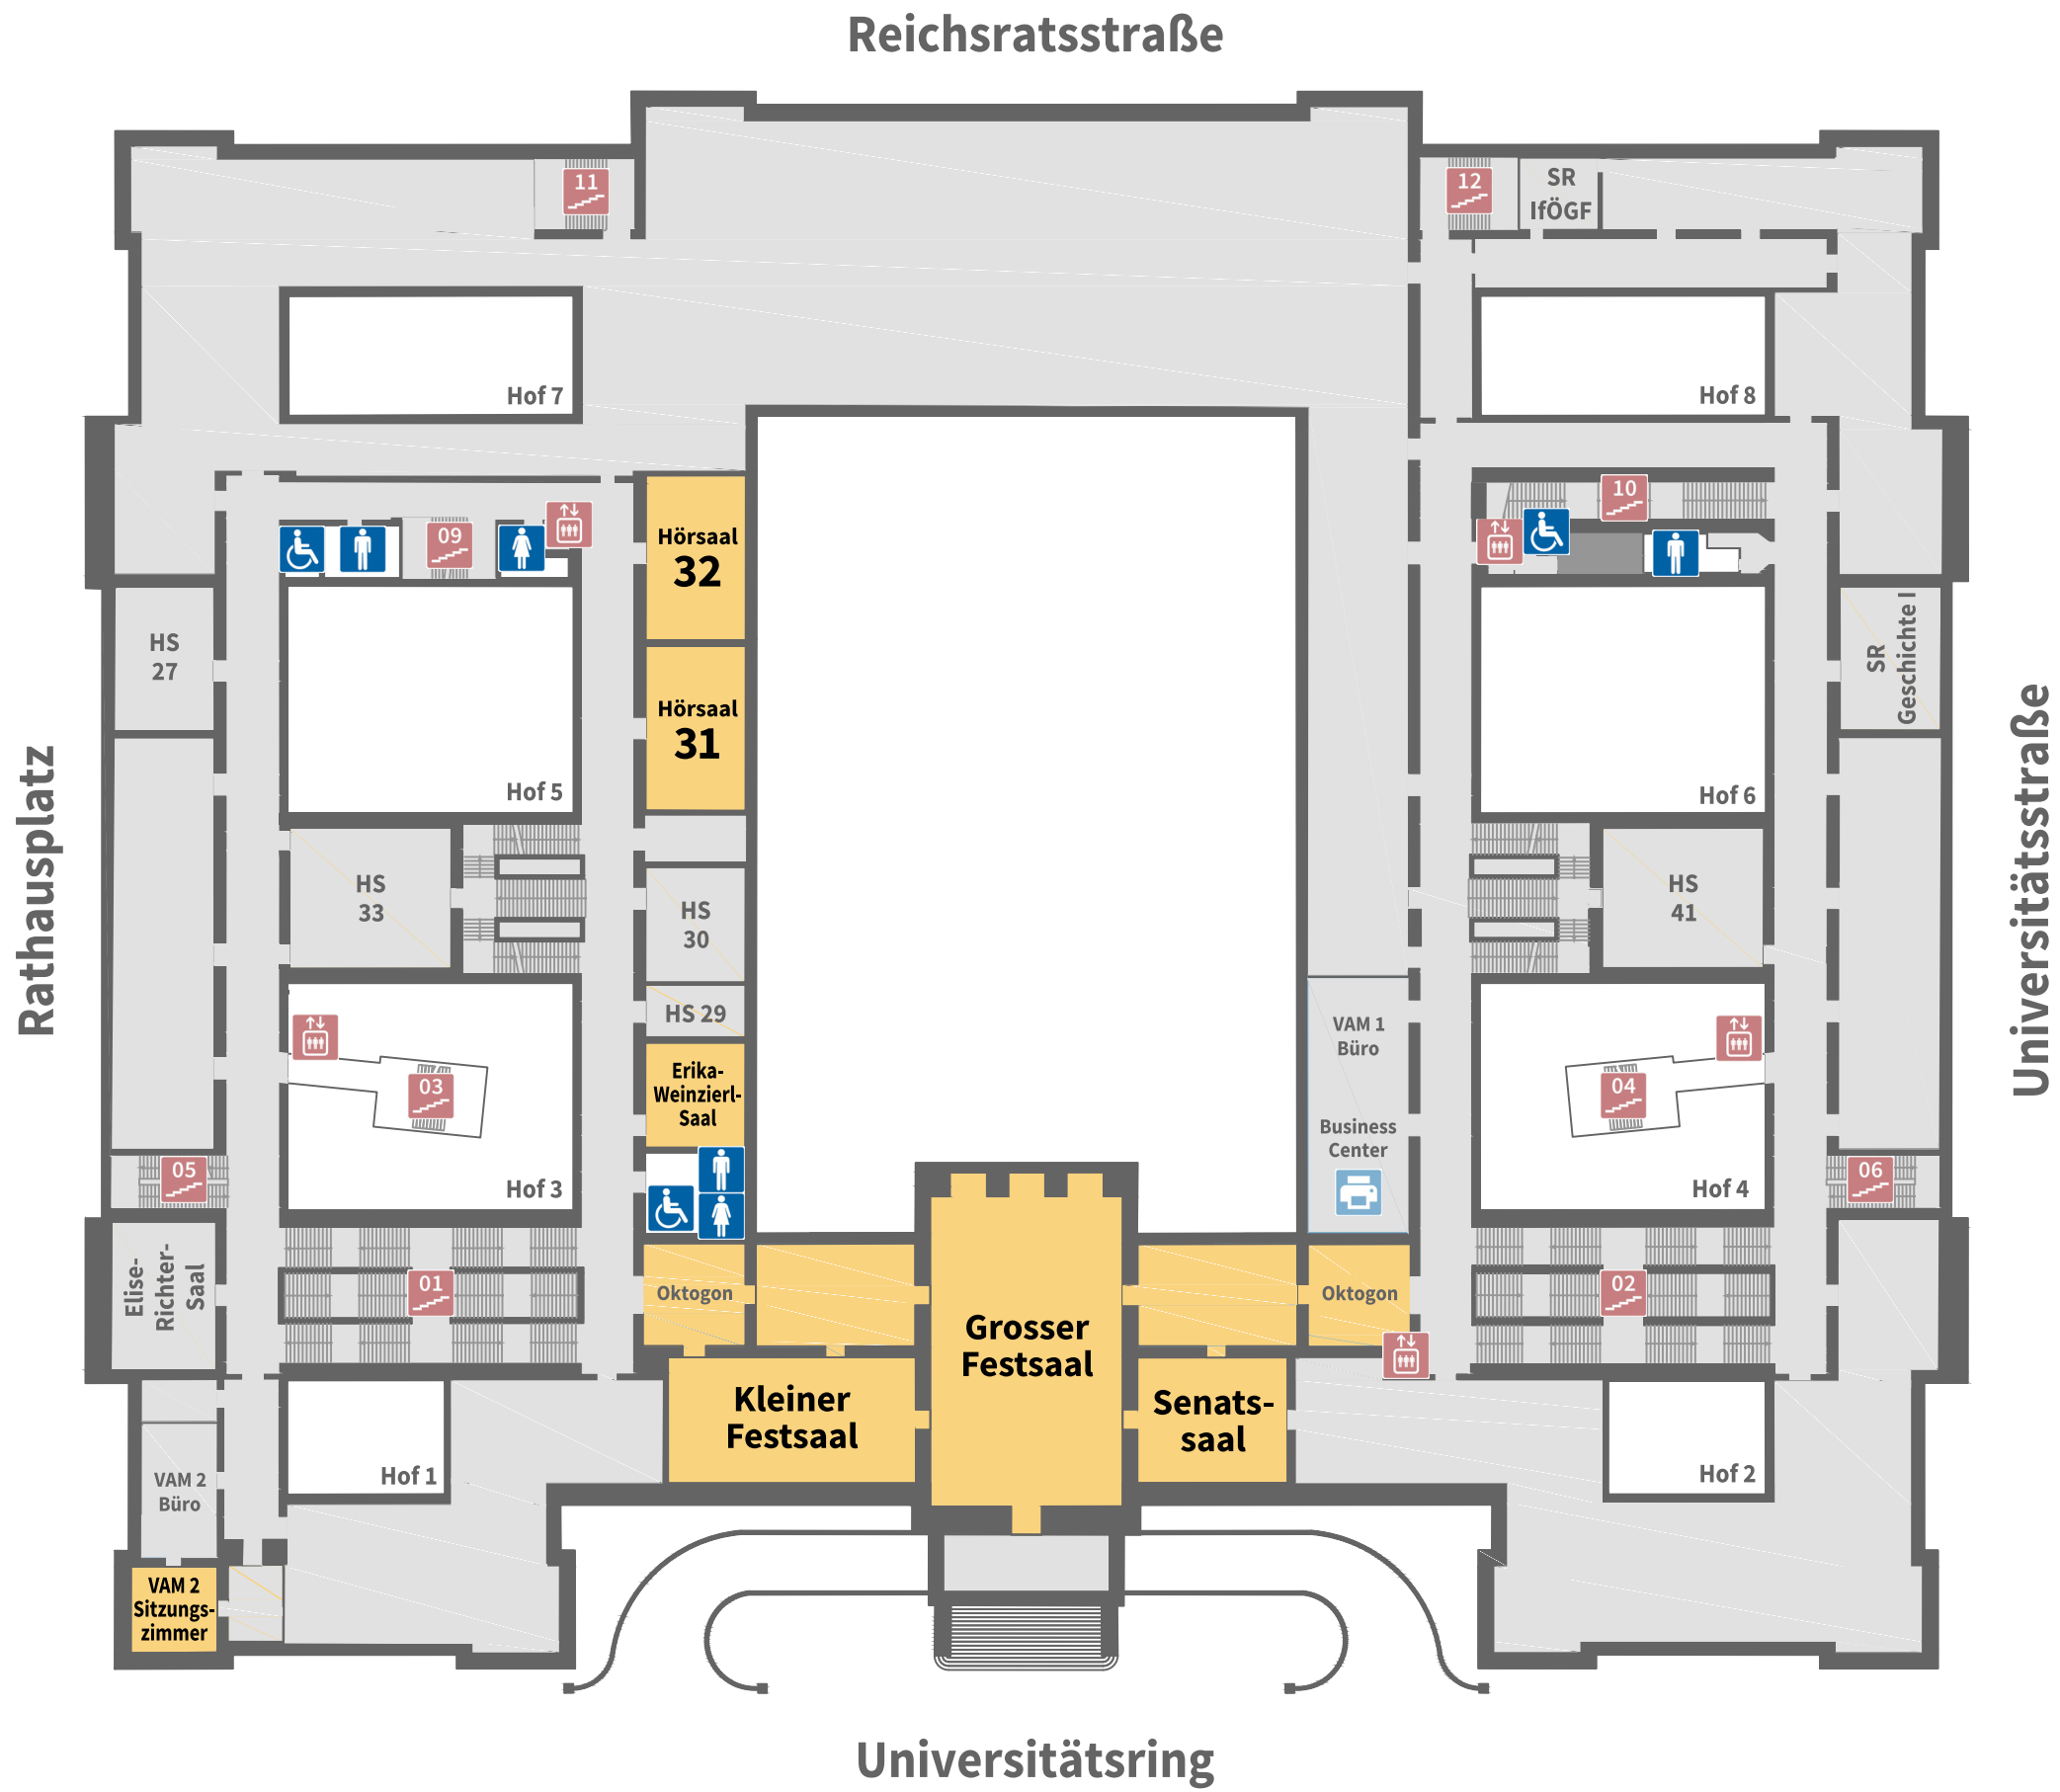 Reichsratsstraße
11
12
SR
IfÖGF
Hof 7
Hof 8
Hörsaal
32
09
10
HS
27
SR
Geschichte I
Hörsaal
31
Hof 5
Hof 6
Rathausplatz
Universitätsstraße
HS
33
HS
30
HS
41
HS 29
VAM 1
Büro
Erika-
Weinzierl-
Saal
03
04
Business
Center
05
Hof 3
Hof 4
06
Elise-
Richter-
Saal
01
Oktogon
Oktogon
02
Grosser
Festsaal
Kleiner
Festsaal
Senats-
saal
VAM 2
Büro
Hof 1
Hof 2
VAM 2
Sitzungs-
zimmer
Universitätsring